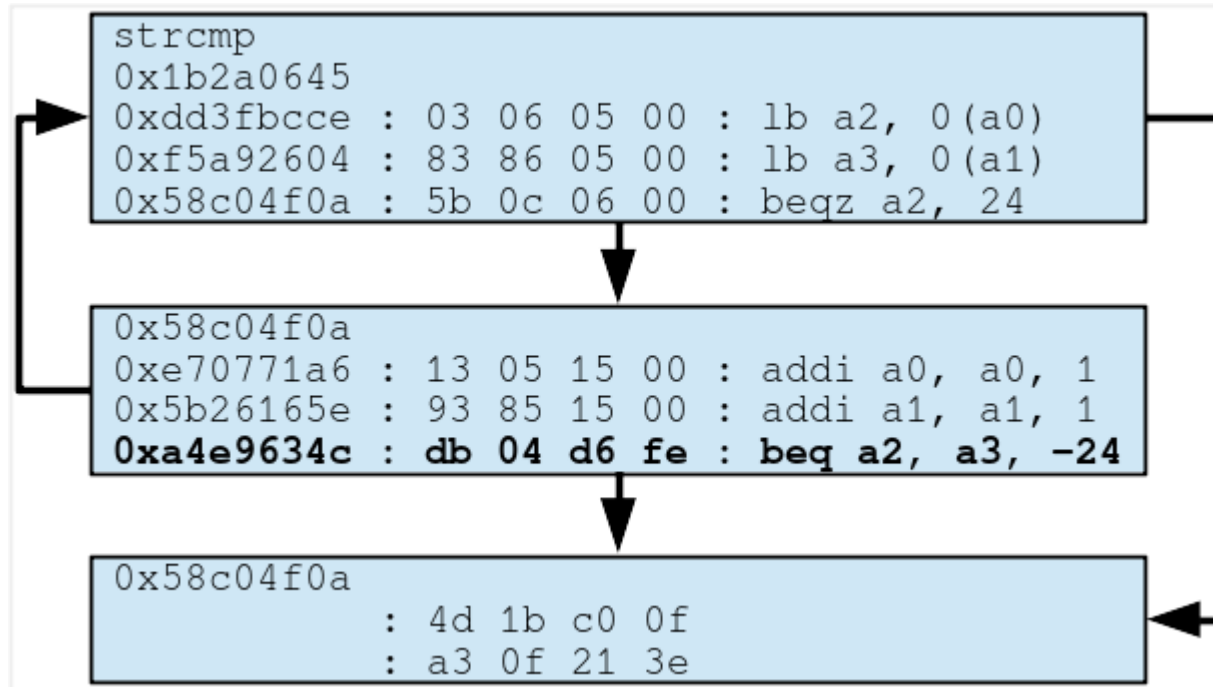 strcmp
0x1b2a0645
0xdd3fbcce : 03 06 05 00 : lb a2, 0(a0)
0xf5a92604 : 83 86 05 00 : lb a3, 0(a1)
0x58c04f0a : 5b 0c 06 00 : beqz a2, 24
0x58c04f0a
0xe70771a6 : 13 05 15 00 : addi a0, a0, 1
0x5b26165e : 93 85 15 00 : addi a1, a1, 1
0xa4e9634c : db 04 d6 fe : beq a2, a3, -24
0x58c04f0a
: 4d 1b c0 0f
: a3 0f 21 3e